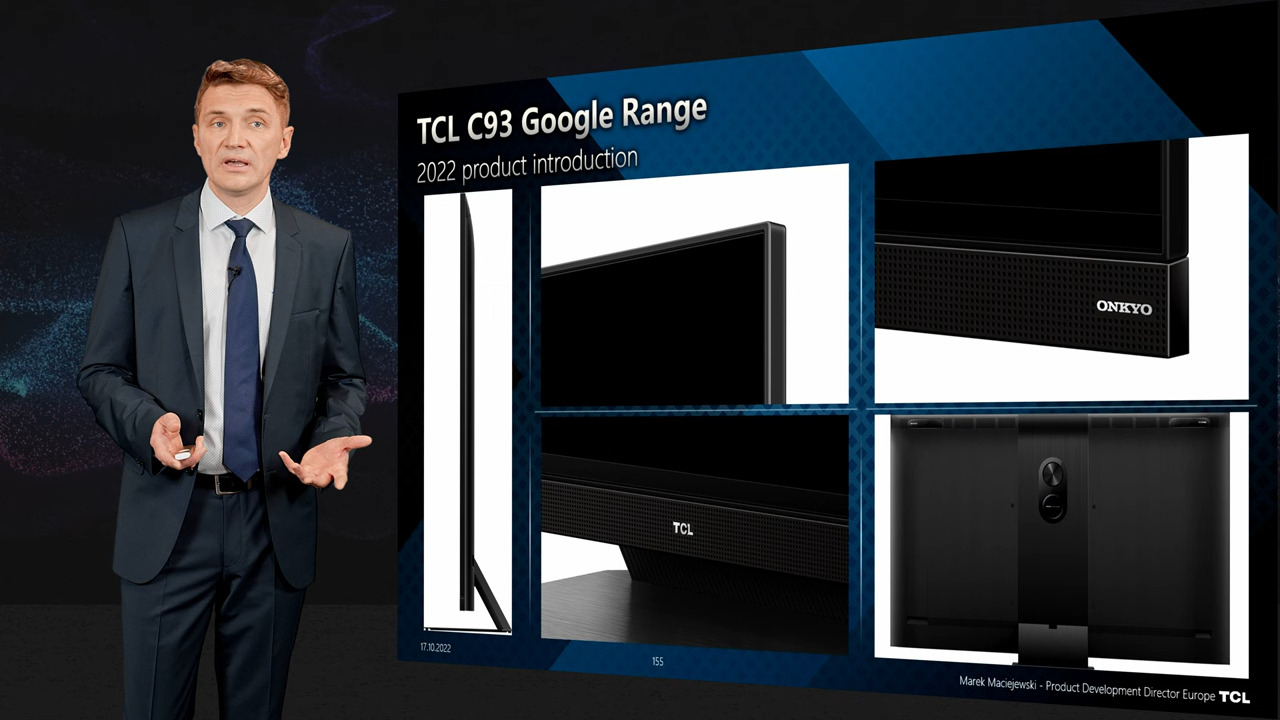 TCL C93 Google Range
2022 product introduction
ONKYO
TCL
17.10.2022
155
Marek Maciejewski - Product Development Director Europe TCL